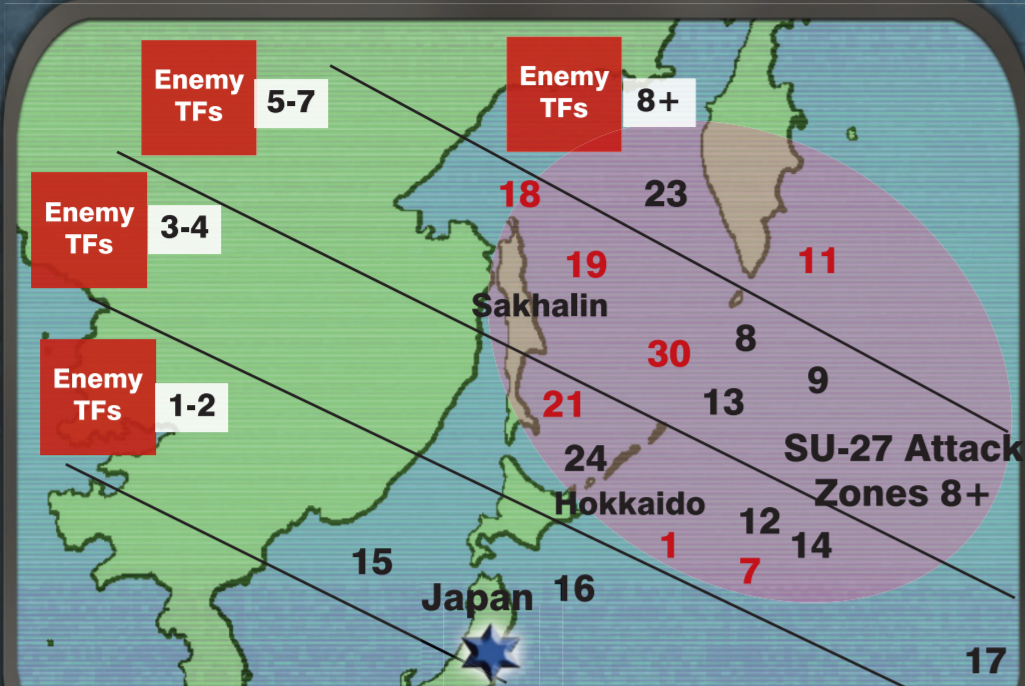 Enemy
TFs
5-7
Enemy
TFs
8+
18
23
Enemy
TFs
3-4
19
11
Sakhalin
8
30
9
Enemy
TFs
1-2
21
13
24
SU-27 Attack
Zones 8+
Hokkaido
12
1
14
7
15
16
Japan
17